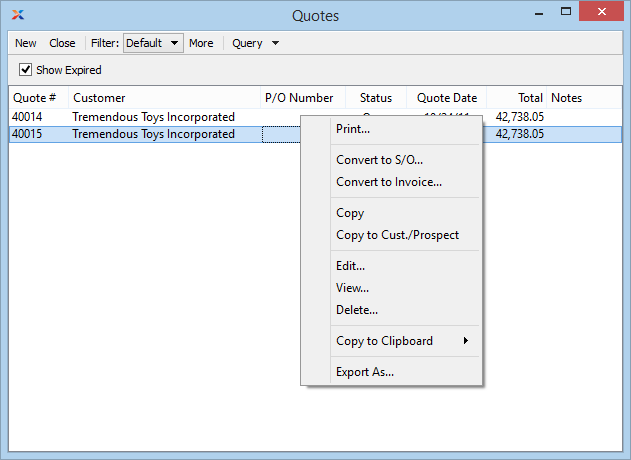 Quotes
New Close Filter: Default More Query
Show Expired
Quote # Customer P/O Number Status Quote Date Total Notes
40014 Tremendous Toys Incorporated 42,738.05
40015 Tremendous Toys Incorporated 42,738.05
Print...
Convert to S/O...
Convert to Invoice...
Copy
Copy to Cust./Prospect
Edit...
View...
Delete...
Copy to Clipboard
Export As...